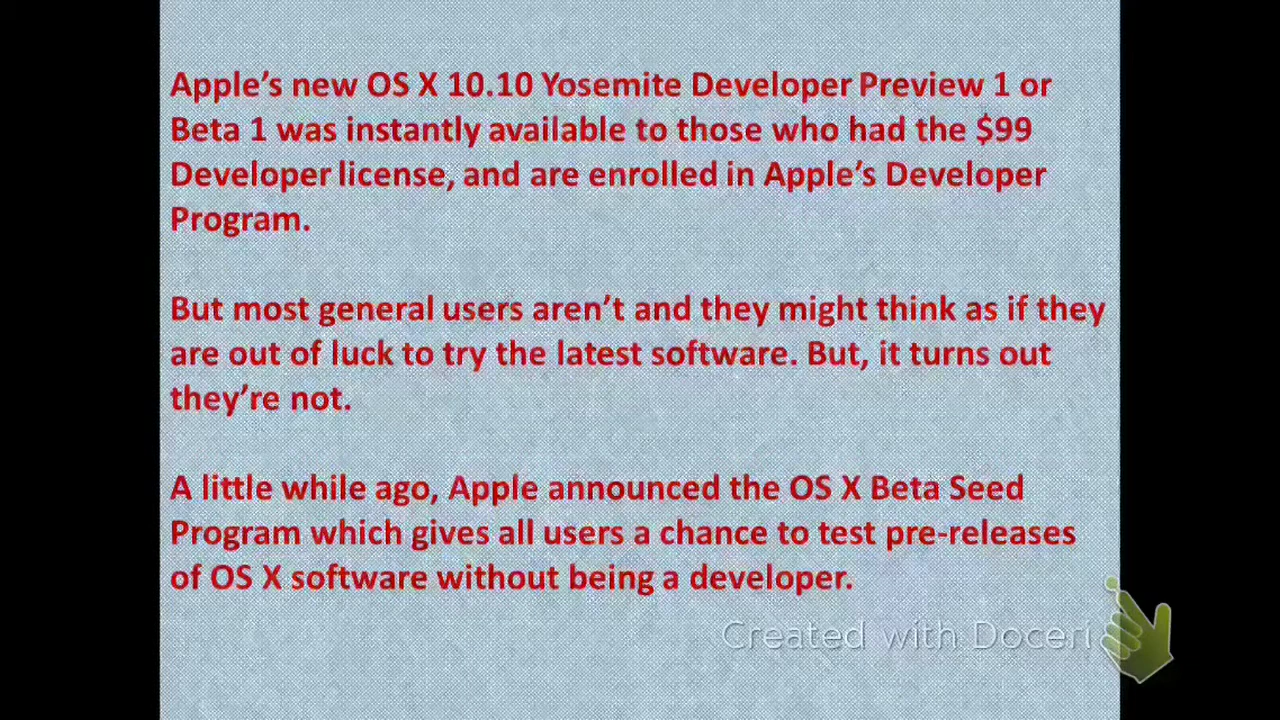 Apple’s new OS X 10.10 Yosemite Developer Preview 1 or
Beta 1 was instantly available to those who had the $99
Developer license, and are enrolled in Apple’s Developer
Program.
But most general users aren’t and they might think as if they
are out of luck to try the latest software. But, it turns out
they’re not.
A little while ago, Apple announced the OS X Beta Seed
Program which gives all users a chance to test pre-releases
of OS X software without being a developer.
Created with Doceri